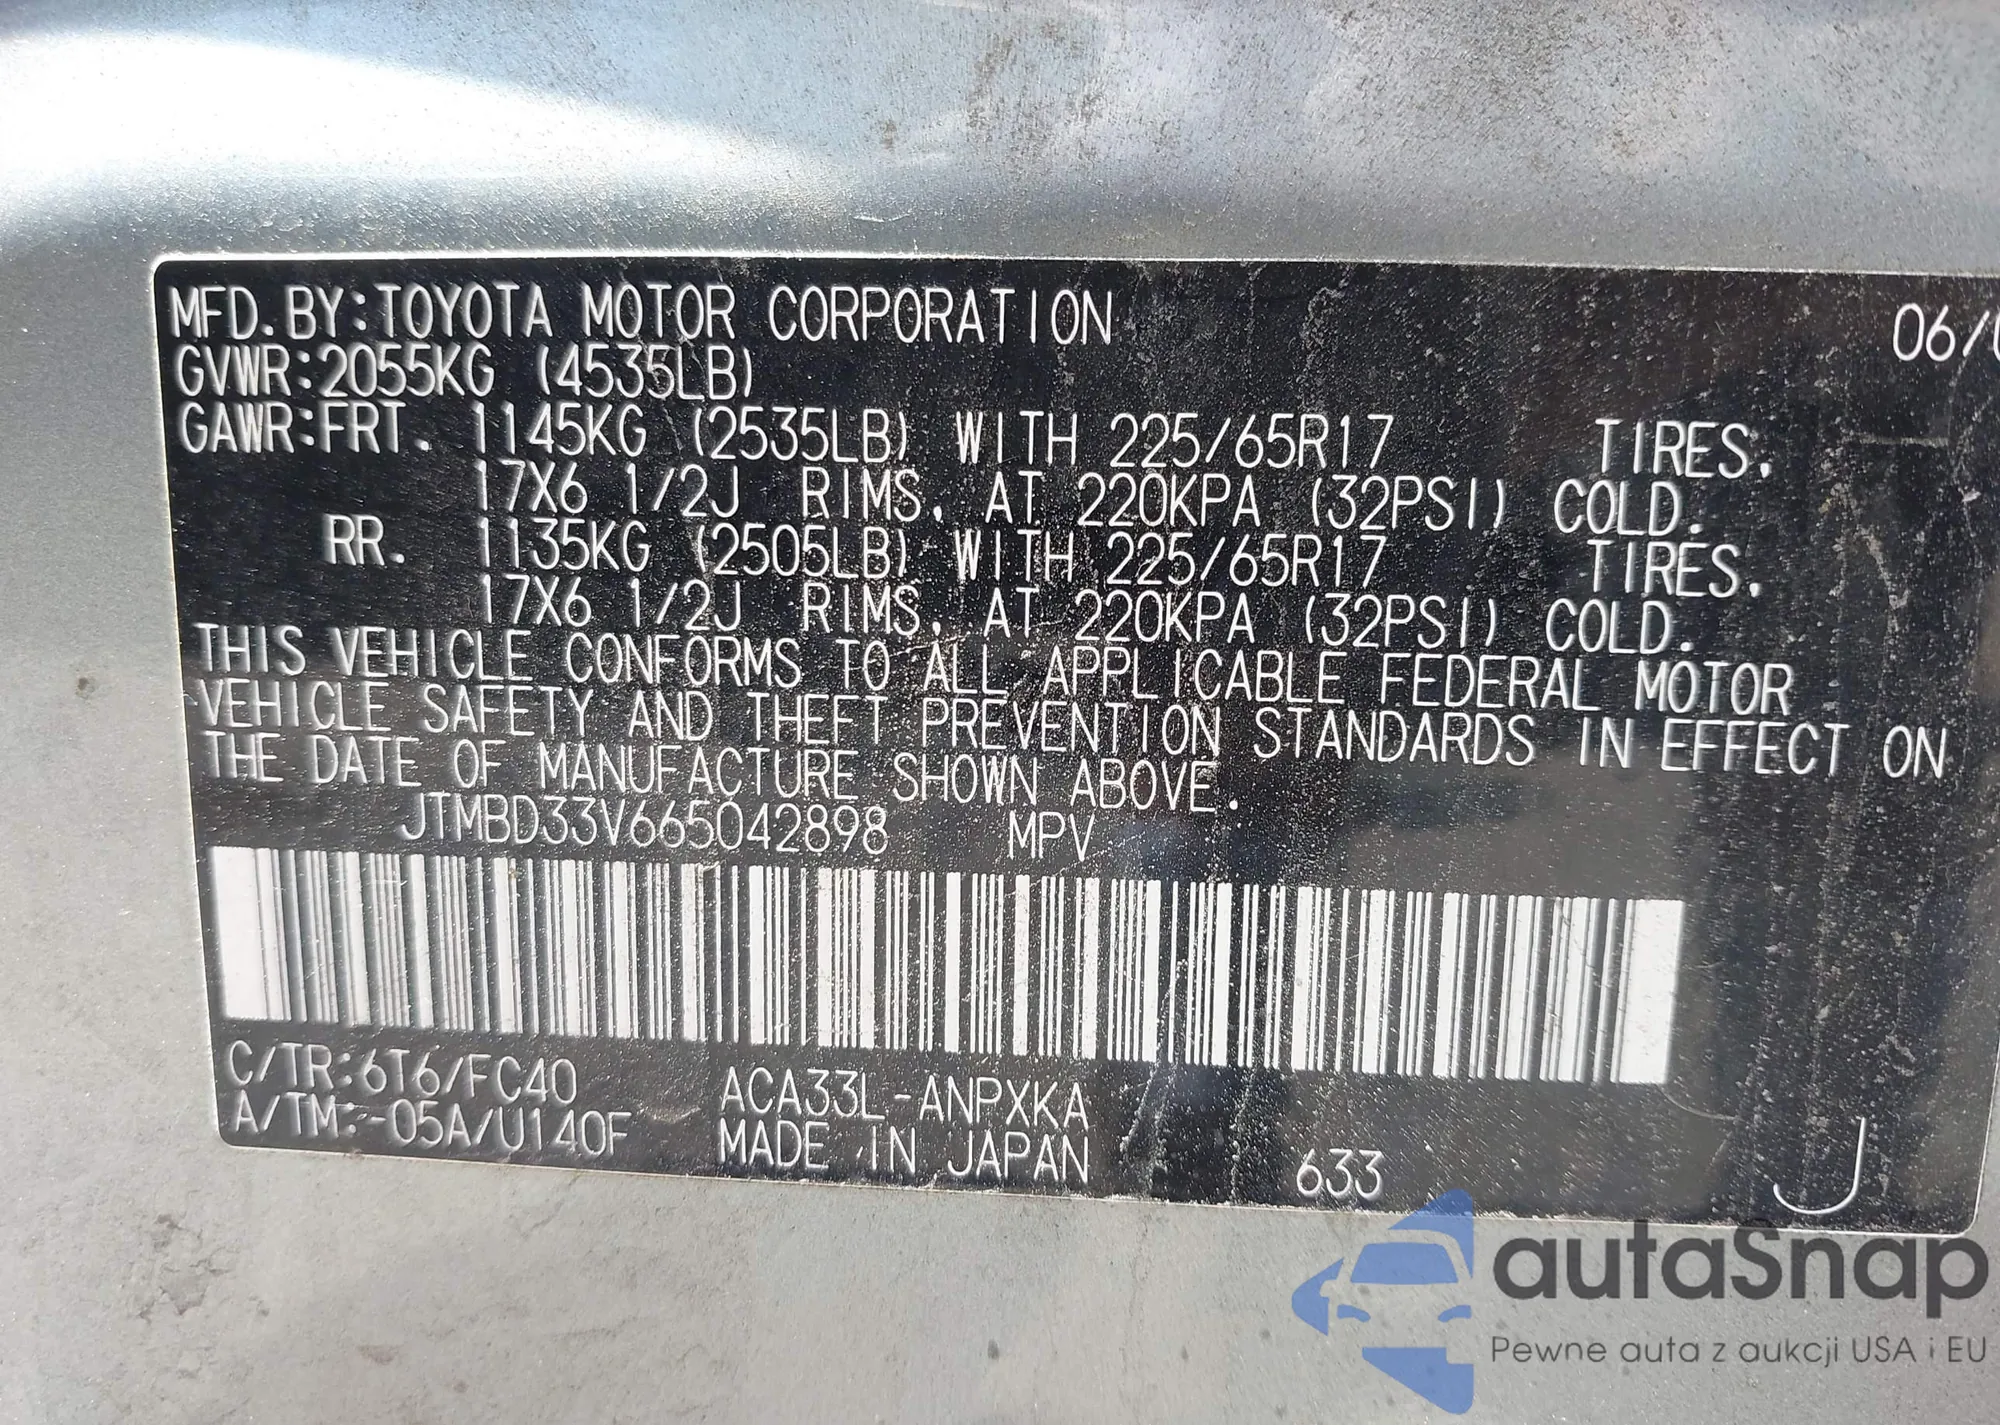 MFD. BY: TOYOTA MOTOR CORPORATION 06/0
GVWR: 2055KG (4535LB)
GAWR: FRT. 1145KG (2535LB) WITH 225/65R17 TIRES,
17X6 1/2J RIMS, AT 220KPA (32PSI) COLD.
RR. 1135KG (2505LB) WITH 225/65R17 TIRES,
17X6 1/2J RIMS, AT 220KPA (32PSI) COLD.
THIS VEHICLE CONFORMS TO ALL APPLICABLE FEDERAL MOTOR
VEHICLE SAFETY AND THEFT PREVENTION STANDARDS IN EFFECT ON
THE DATE OF MANUFACTURE SHOWN ABOVE.
JTMBD33V665042898 MPV
C/TR: 6T6/FC40 ACA33L-ANPXKA
A/TM: -05A/U140F MADE IN JAPAN 633 J
autaSnap
Pewne auta z aukcji USA i EU